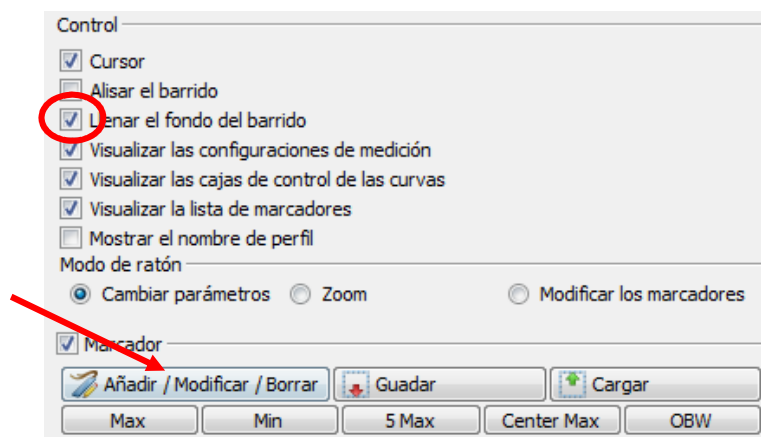 Control
Cursor
Alisar el barrido
Llenar el fondo del barrido
Visualizar las configuraciones de medición
Visualizar las cajas de control de las curvas
Visualizar la lista de marcadores
Mostrar el nombre de perfil
Modo de ratón
Cambiar parámetros Zoom Modificar los marcadores
Marcador
Añadir / Modificar / Borrar Guadar Cargar
Max Min 5 Max Center Max OBW